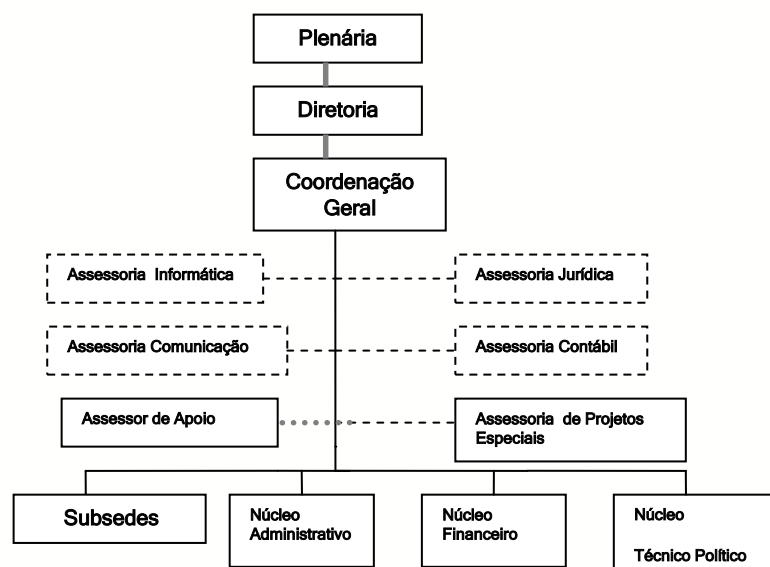 Plenária
Diretoria
Coordenação
Geral
Assessoria Informática
Assessoria Jurídica
Assessoria Comunicação
Assessoria Contábil
Assessor de Apoio
Assessoria de Projetos
Especiais
Subsedes
Núcleo
Administrativo
Núcleo
Financeiro
Núcleo
Técnico Político